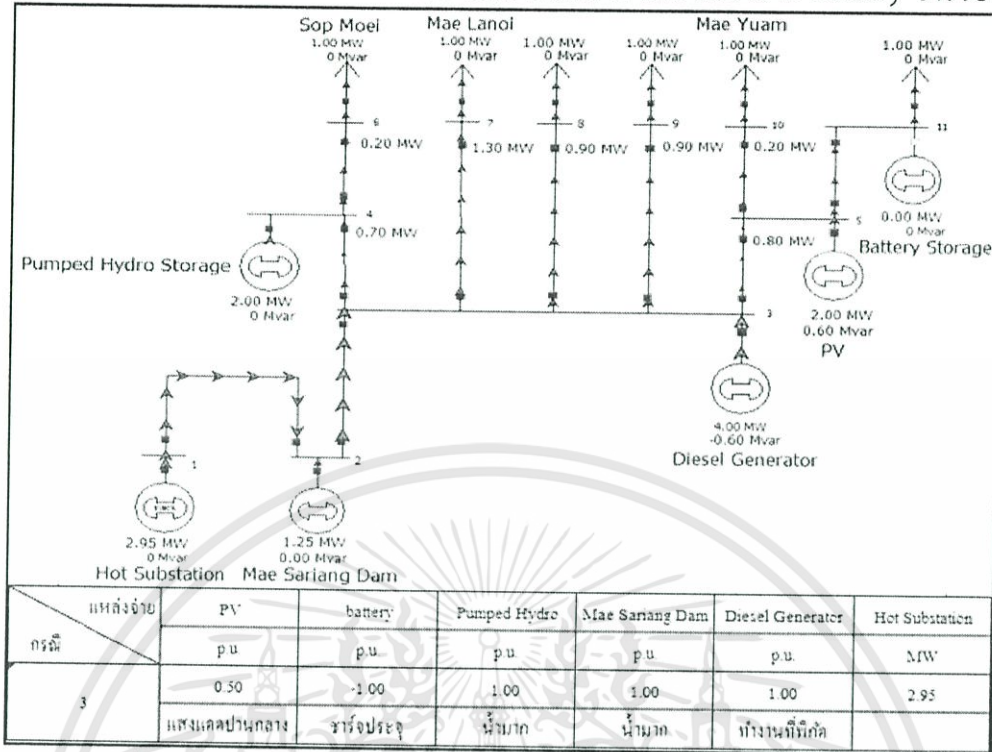 Sop Moei
Mae Lanoi
Mae Yuam
1.00 MW
0 Mvar
1.00 MW
0 Mvar
1.00 MW
0 Mvar
1.00 MW
0 Mvar
1.00 MW
0 Mvar
1.00 MW
0 Mvar
6
7
8
9
10
11
0.20 MW
1.30 MW
0.90 MW
0.90 MW
0.20 MW
4
5
0.70 MW
0.80 MW
0.00 MW
0 Mvar
Battery Storage
Pumped Hydro Storage
2.00 MW
0 Mvar
3
2.00 MW
0.60 Mvar
PV
4.00 MW
-0.60 Mvar
Diesel Generator
1
2
2.95 MW
0 Mvar
1.25 MW
0.00 Mvar
Hot Substation
Mae Sariang Dam
แหล่งจ่าย
กรณี
PV battery Pumped Hydro Mae Sariang Dam Diesel Generator Hot Substation
p.u. p.u. p.u. p.u. p.u. MW
3 0.50 -1.00 1.00 1.00 1.00 2.95
แสงแดดปานกลาง ชาร์จประจุ น้ำมาก น้ำมาก ทำงานที่พิกัด